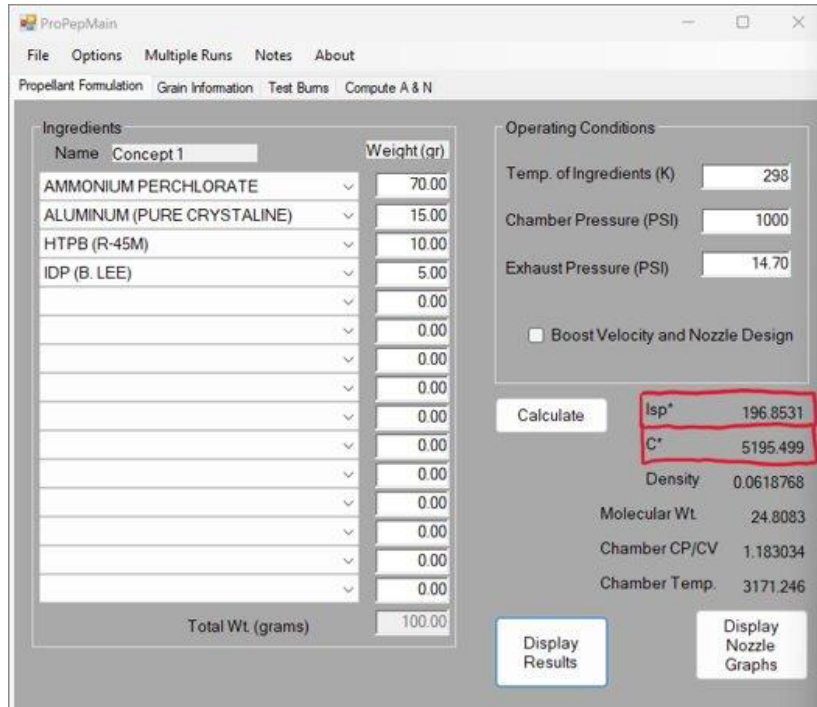 ProPepMain
File Options Multiple Runs Notes About
Propellant Formulation Grain Information Test Burns Compute A & N
Ingredients
Name Concept 1 Weight (gr)
AMMONIUM PERCHLORATE 70.00
ALUMINUM (PURE CRYSTALINE) 15.00
HTPB (R-45M) 10.00
IDP (B. LEE) 5.00
0.00
0.00
0.00
0.00
0.00
0.00
0.00
0.00
0.00
0.00
0.00
Total Wt. (grams) 100.00
Operating Conditions
Temp. of Ingredients (K) 298
Chamber Pressure (PSI) 1000
Exhaust Pressure (PSI) 14.70
Boost Velocity and Nozzle Design
Calculate
Isp* 196.8531
C* 5195.499
Density 0.0618768
Molecular Wt. 24.8083
Chamber CP/CV 1.183034
Chamber Temp. 3171.246
Display
Results
Display
Nozzle
Graphs